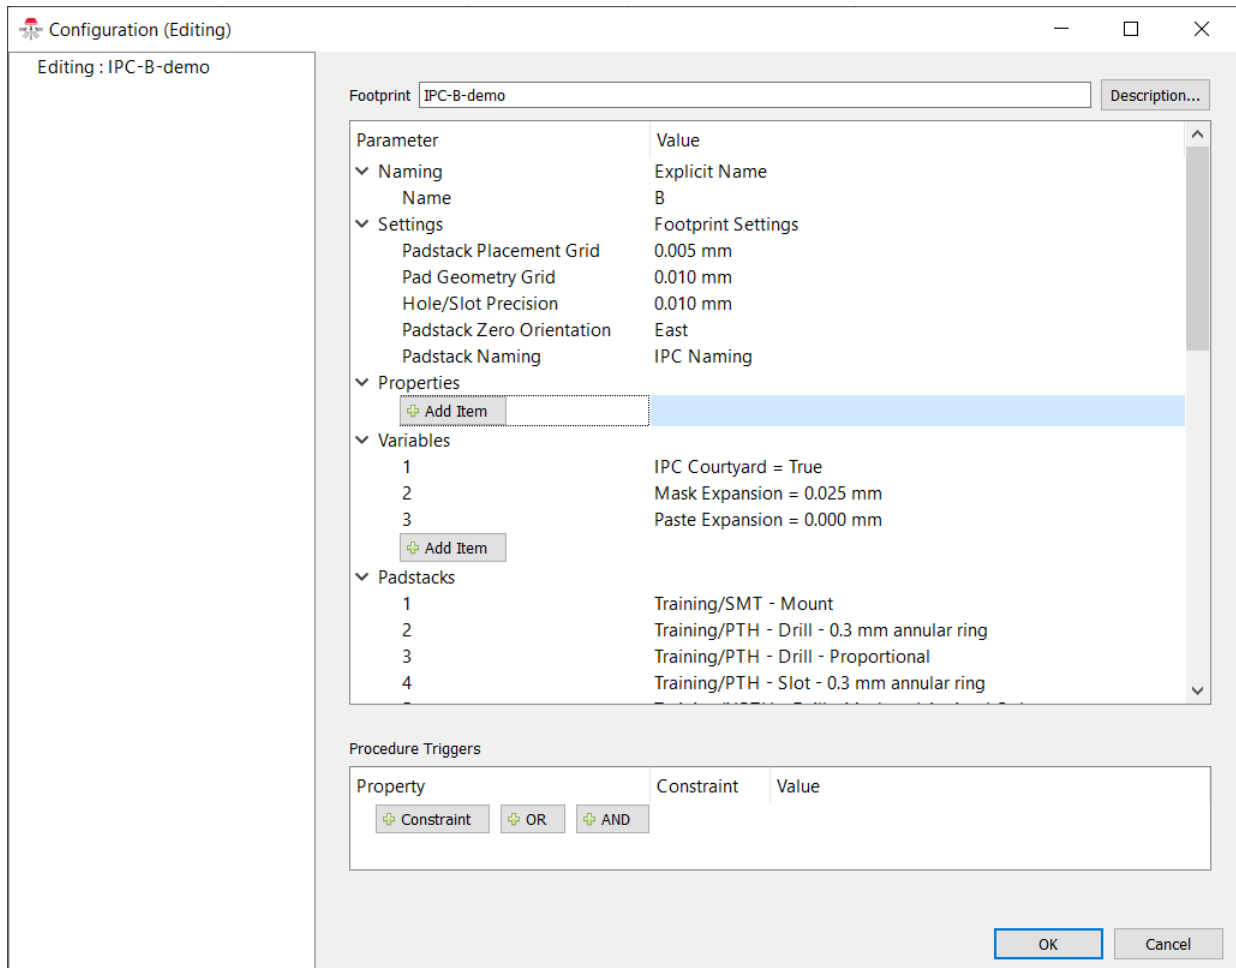 Configuration (Editing)
Editing : IPC-B-demo
Footprint IPC-B-demo Description...
Parameter Value
Naming Explicit Name
Name B
Settings Footprint Settings
Padstack Placement Grid 0.005 mm
Pad Geometry Grid 0.010 mm
Hole/Slot Precision 0.010 mm
Padstack Zero Orientation East
Padstack Naming IPC Naming
Properties
Add Item
Variables
1 IPC Courtyard = True
2 Mask Expansion = 0.025 mm
3 Paste Expansion = 0.000 mm
Add Item
Padstacks
1 Training/SMT - Mount
2 Training/PTH - Drill - 0.3 mm annular ring
3 Training/PTH - Drill - Proportional
4 Training/PTH - Slot - 0.3 mm annular ring
Procedure Triggers
Property Constraint Value
Constraint OR AND
OK Cancel